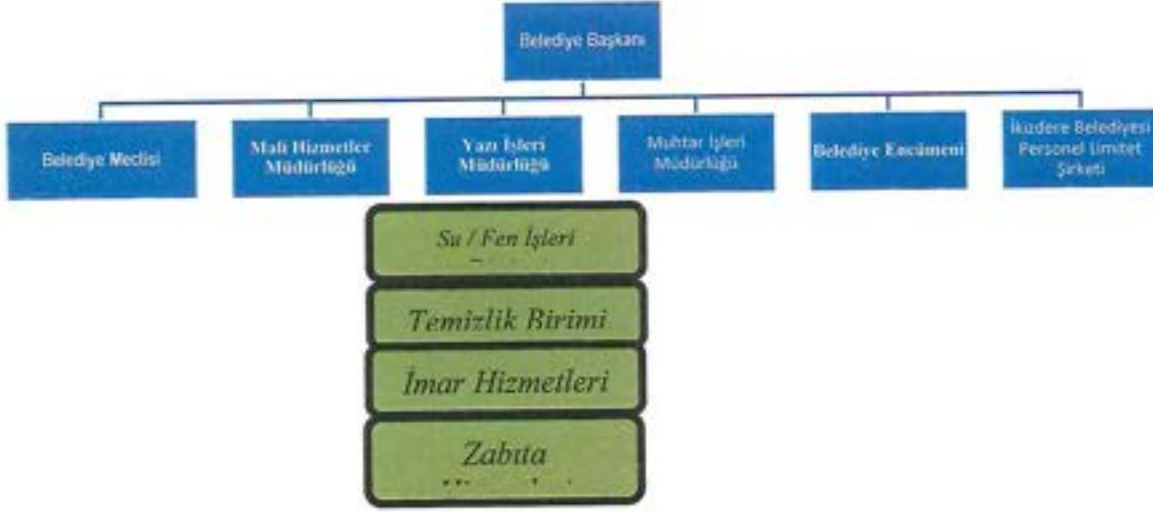 Belediye Başkanı
Belediye Meclisi
Mali Hizmetler
Müdürlüğü
Yazı İşleri
Müdürlüğü
Muhtar İşleri
Müdürlüğü
Belediye Encümeni
İkizdere Belediyesi
Personel Limitet
Şirketi
Su / Fen İşleri
Temizlik Birimi
İmar Hizmetleri
Zabıta